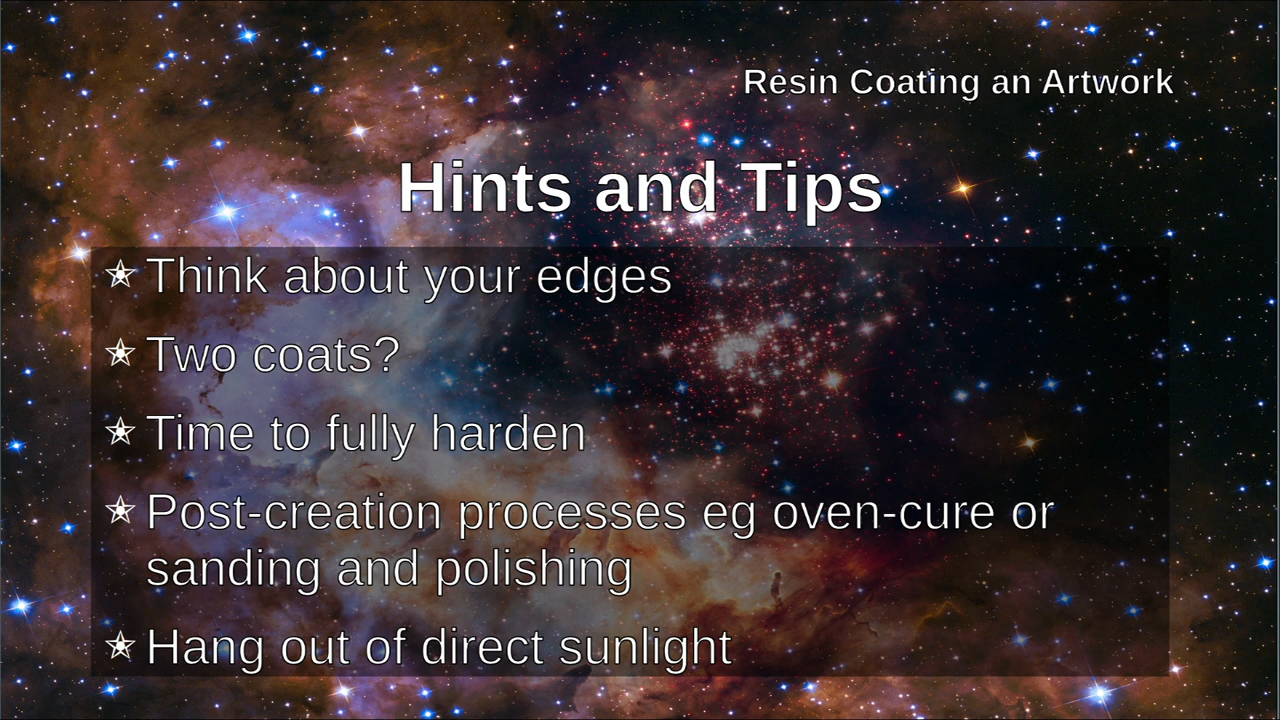 Resin Coating an Artwork
Hints and Tips
Think about your edges
Two coats?
Time to fully harden
Post-creation processes eg oven-cure or
sanding and polishing
Hang out of direct sunlight